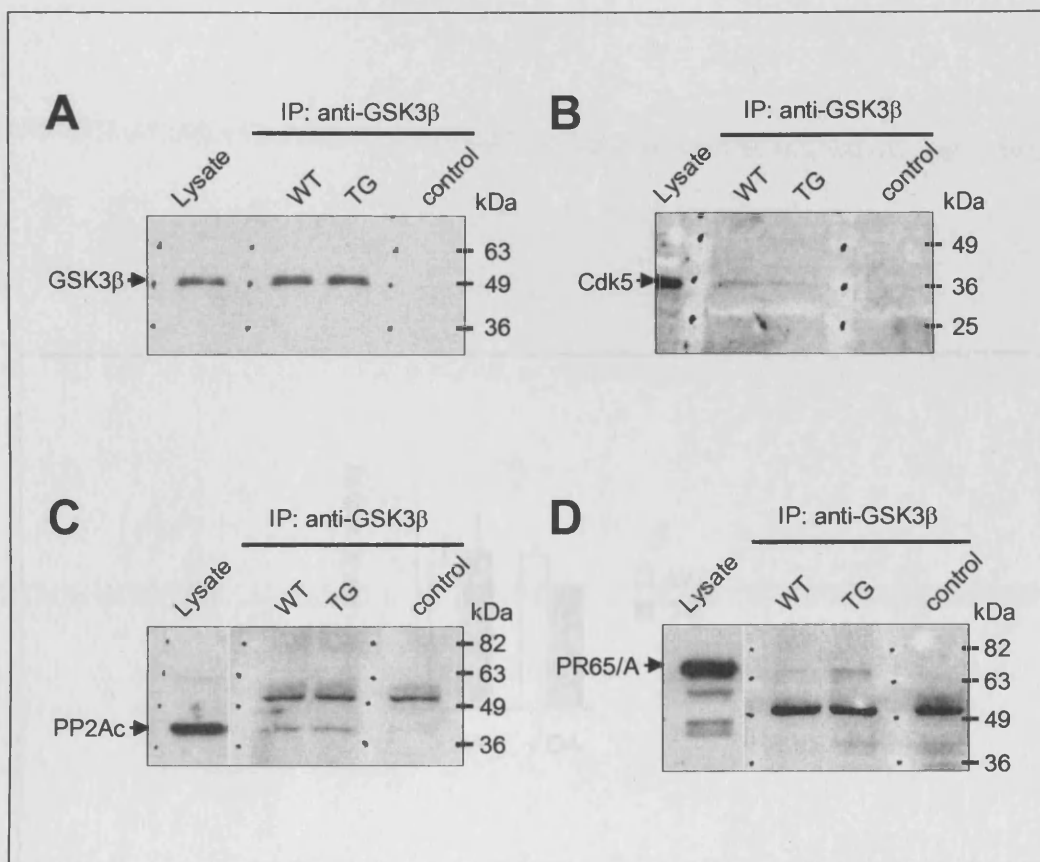 A
IP: anti-GSK3β
Lysate
WT
TG
control
kDa
GSK3β
63
49
36
B
IP: anti-GSK3β
Lysate
WT
TG
control
kDa
Cdk5
49
36
25
C
IP: anti-GSK3β
Lysate
WT
TG
control
kDa
PP2Ac
82
63
49
36
D
IP: anti-GSK3β
Lysate
WT
TG
control
kDa
PR65/A
82
63
49
36